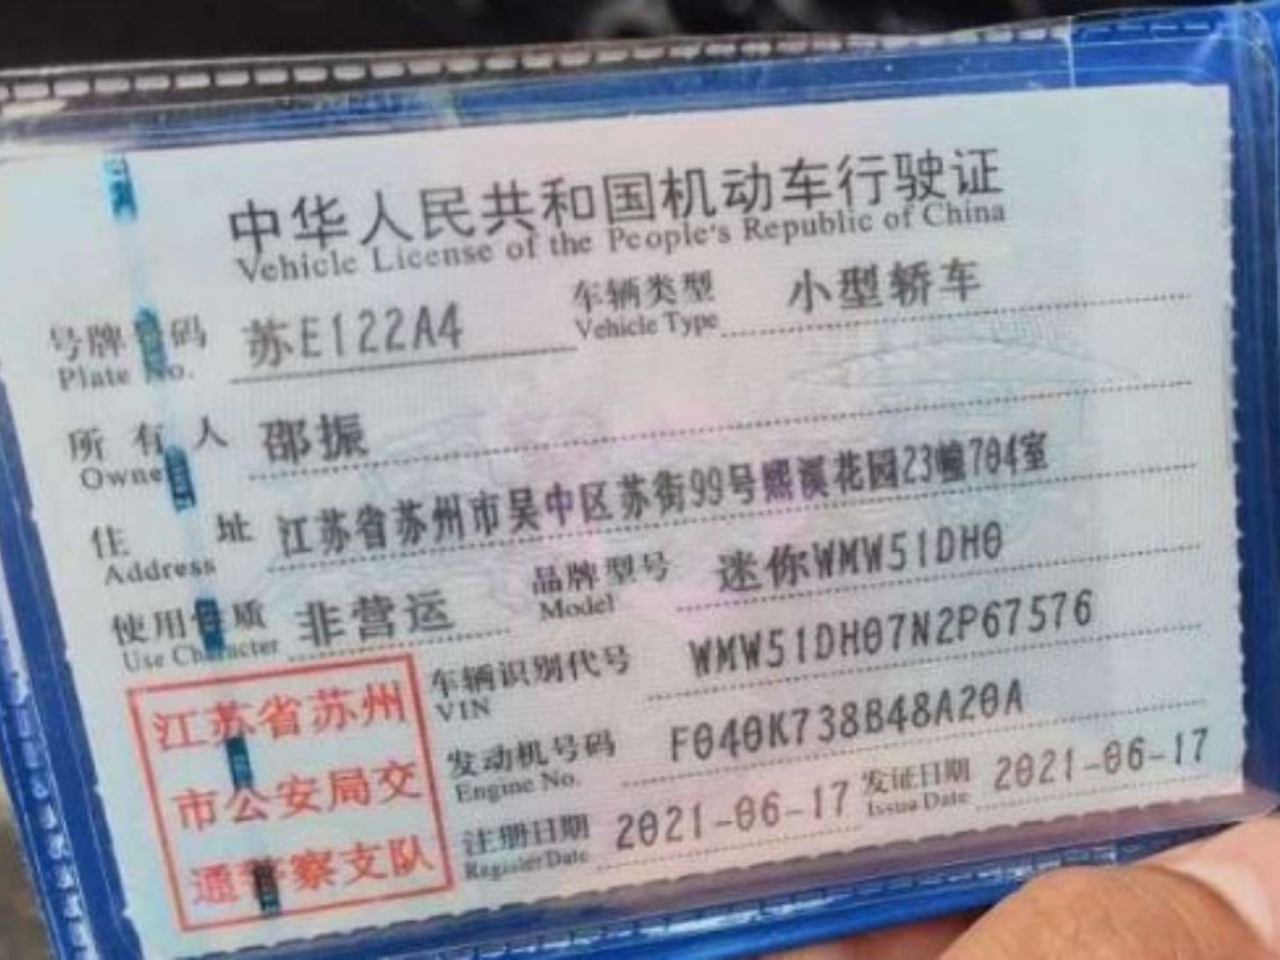 中华人民共和国机动车行驶证
Vehicle License of the People's Republic of China
号牌号码 苏E122A4 车辆类型 小型轿车
Plate No. Vehicle Type
所有人 邵振
Owner
住址 江苏省苏州市吴中区苏街99号熙溪花园23幢704室
Address
使用性质 非营运 品牌型号 迷你WMW51DH0
Use Character Model
车辆识别代号 WMW51DH07N2P67576
VIN
发动机号码 F040K738B48A20A
Engine No.
注册日期 2021-06-17 发证日期 2021-06-17
Register Date Issue Date
江苏省苏州
市公安局交
通警察支队